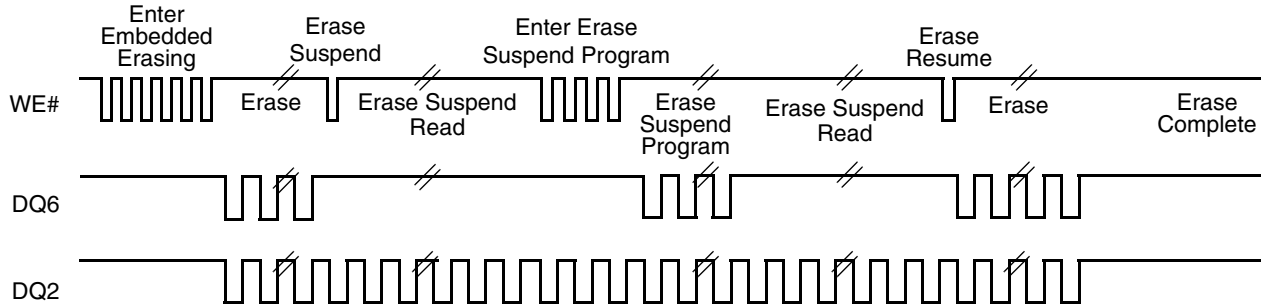 Enter
Embedded
Erasing
Erase
Suspend
Enter Erase
Suspend Program
Erase
Resume
WE#
Erase
Erase Suspend
Read
Erase
Suspend
Program
Erase Suspend
Read
Erase
Erase
Complete
DQ6
DQ2